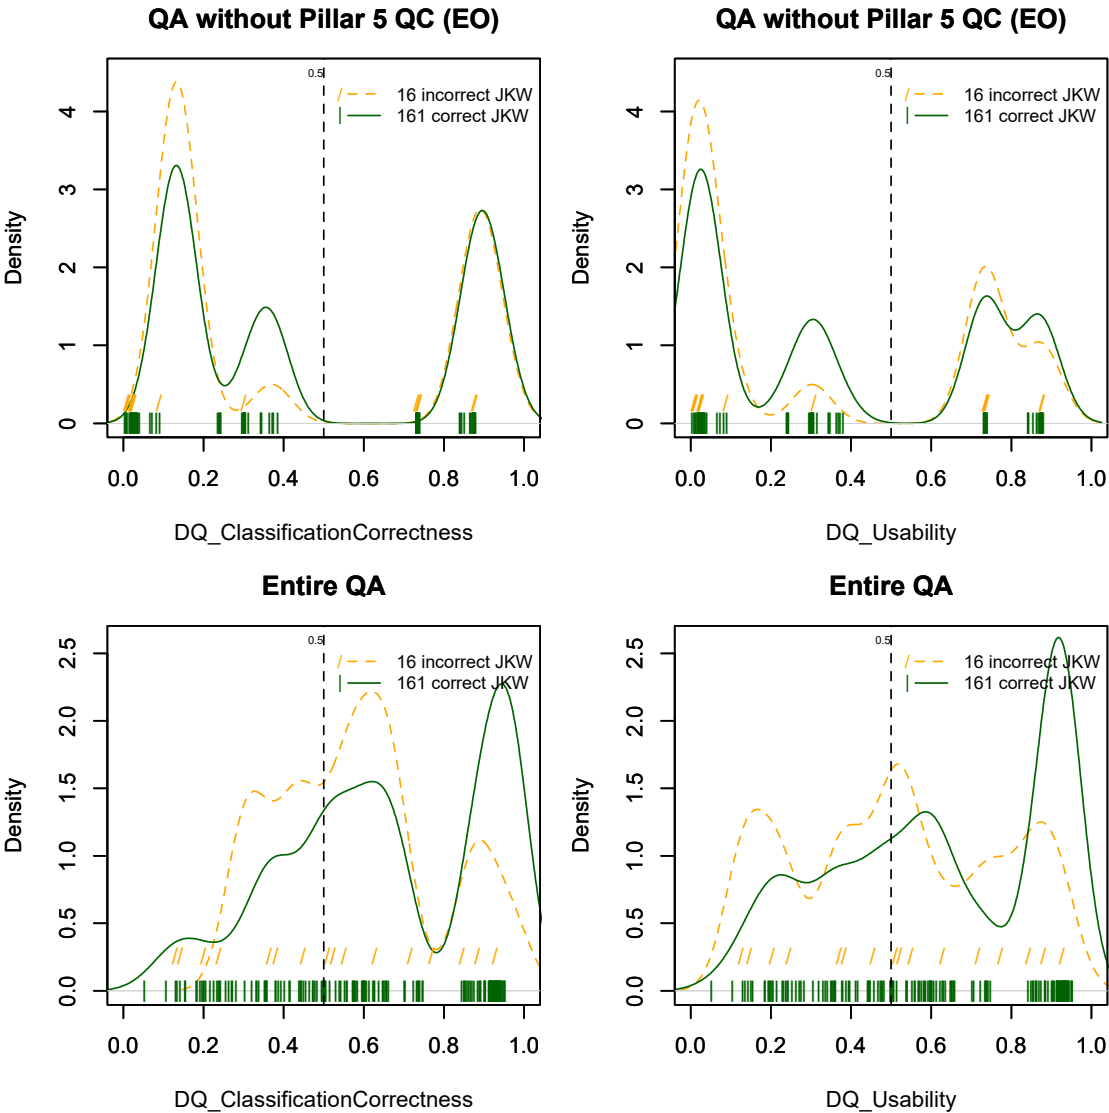 QA without Pillar 5 QC (EO)
QA without Pillar 5 QC (EO)
0.5
16 incorrect JKW
161 correct JKW
Density
0 1 2 3 4
0.0 0.2 0.4 0.6 0.8 1.0
DQ_ClassificationCorrectness
0.5
16 incorrect JKW
161 correct JKW
Density
0 1 2 3 4
0.0 0.2 0.4 0.6 0.8 1.0
DQ_Usability
Entire QA
Entire QA
0.5
16 incorrect JKW
161 correct JKW
Density
0.0 0.5 1.0 1.5 2.0 2.5
0.0 0.2 0.4 0.6 0.8 1.0
DQ_ClassificationCorrectness
0.5
16 incorrect JKW
161 correct JKW
Density
0.0 0.5 1.0 1.5 2.0 2.5
0.0 0.2 0.4 0.6 0.8 1.0
DQ_Usability